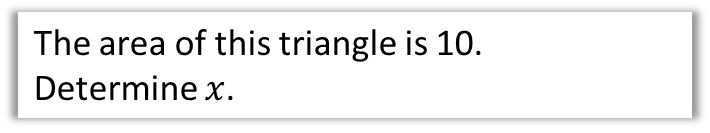 The area of this triangle is 10.
Determine x.